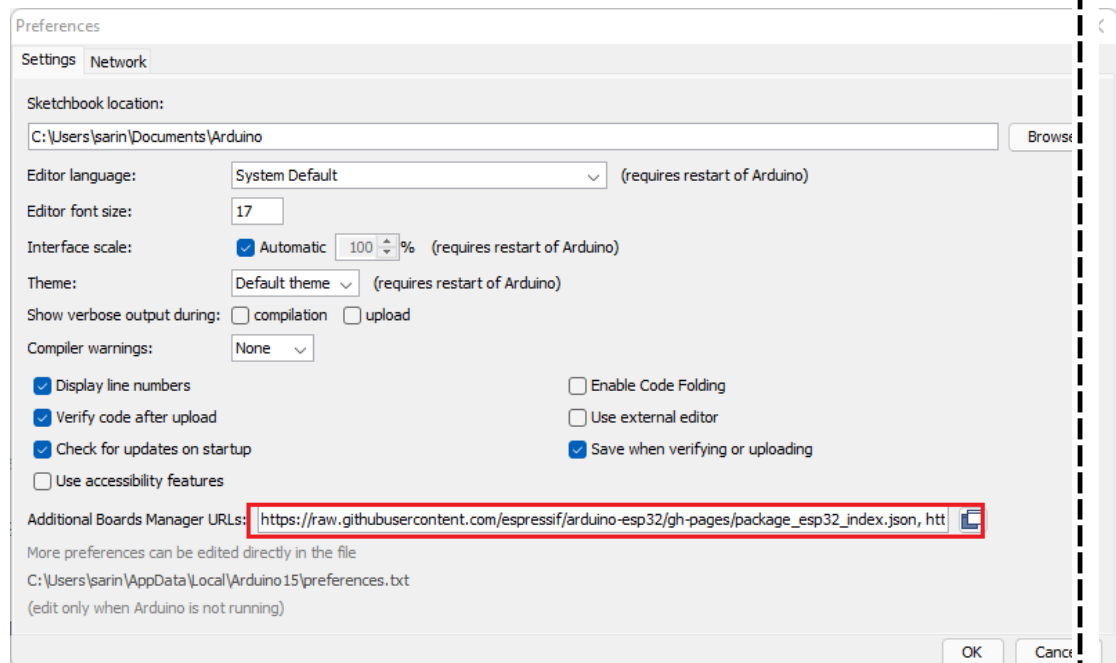 Preferences
Settings Network
Sketchbook location:
C:\Users\sarin\Documents\Arduino Browse
Editor language: System Default (requires restart of Arduino)
Editor font size: 17
Interface scale: Automatic 100 % (requires restart of Arduino)
Theme: Default theme (requires restart of Arduino)
Show verbose output during: compilation upload
Compiler warnings: None
Display line numbers Enable Code Folding
Verify code after upload Use external editor
Check for updates on startup Save when verifying or uploading
Use accessibility features
Additional Boards Manager URLs: https://raw.githubusercontent.com/espressif/arduino-esp32/gh-pages/package_esp32_index.json, htt
More preferences can be edited directly in the file
C:\Users\sarin\AppData\Local\Arduino15\preferences.txt
(edit only when Arduino is not running)
OK Cance